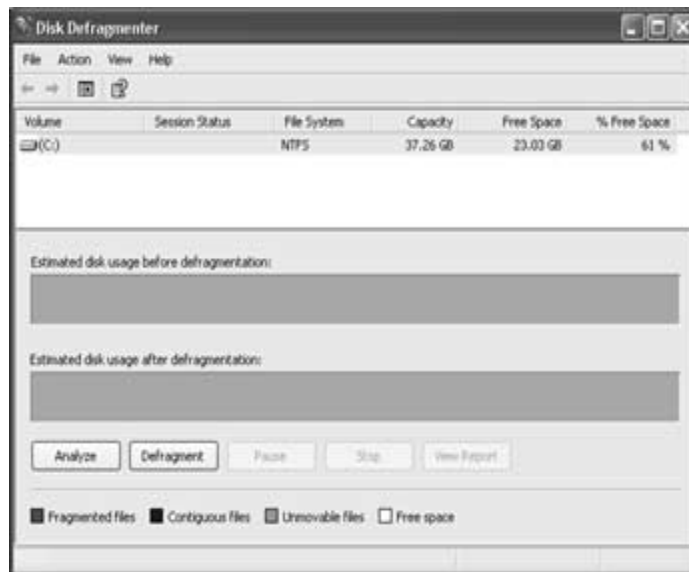 Disk Defragmenter
File Action View Help
Volume Session Status File System Capacity Free Space % Free Space
(C:) NTFS 37.26 GB 23.03 GB 61 %
Estimated disk usage before defragmentation:
Estimated disk usage after defragmentation:
Analyze Defragment Pause Stop View Report
Fragmented files Contiguous files Unmovable files Free space